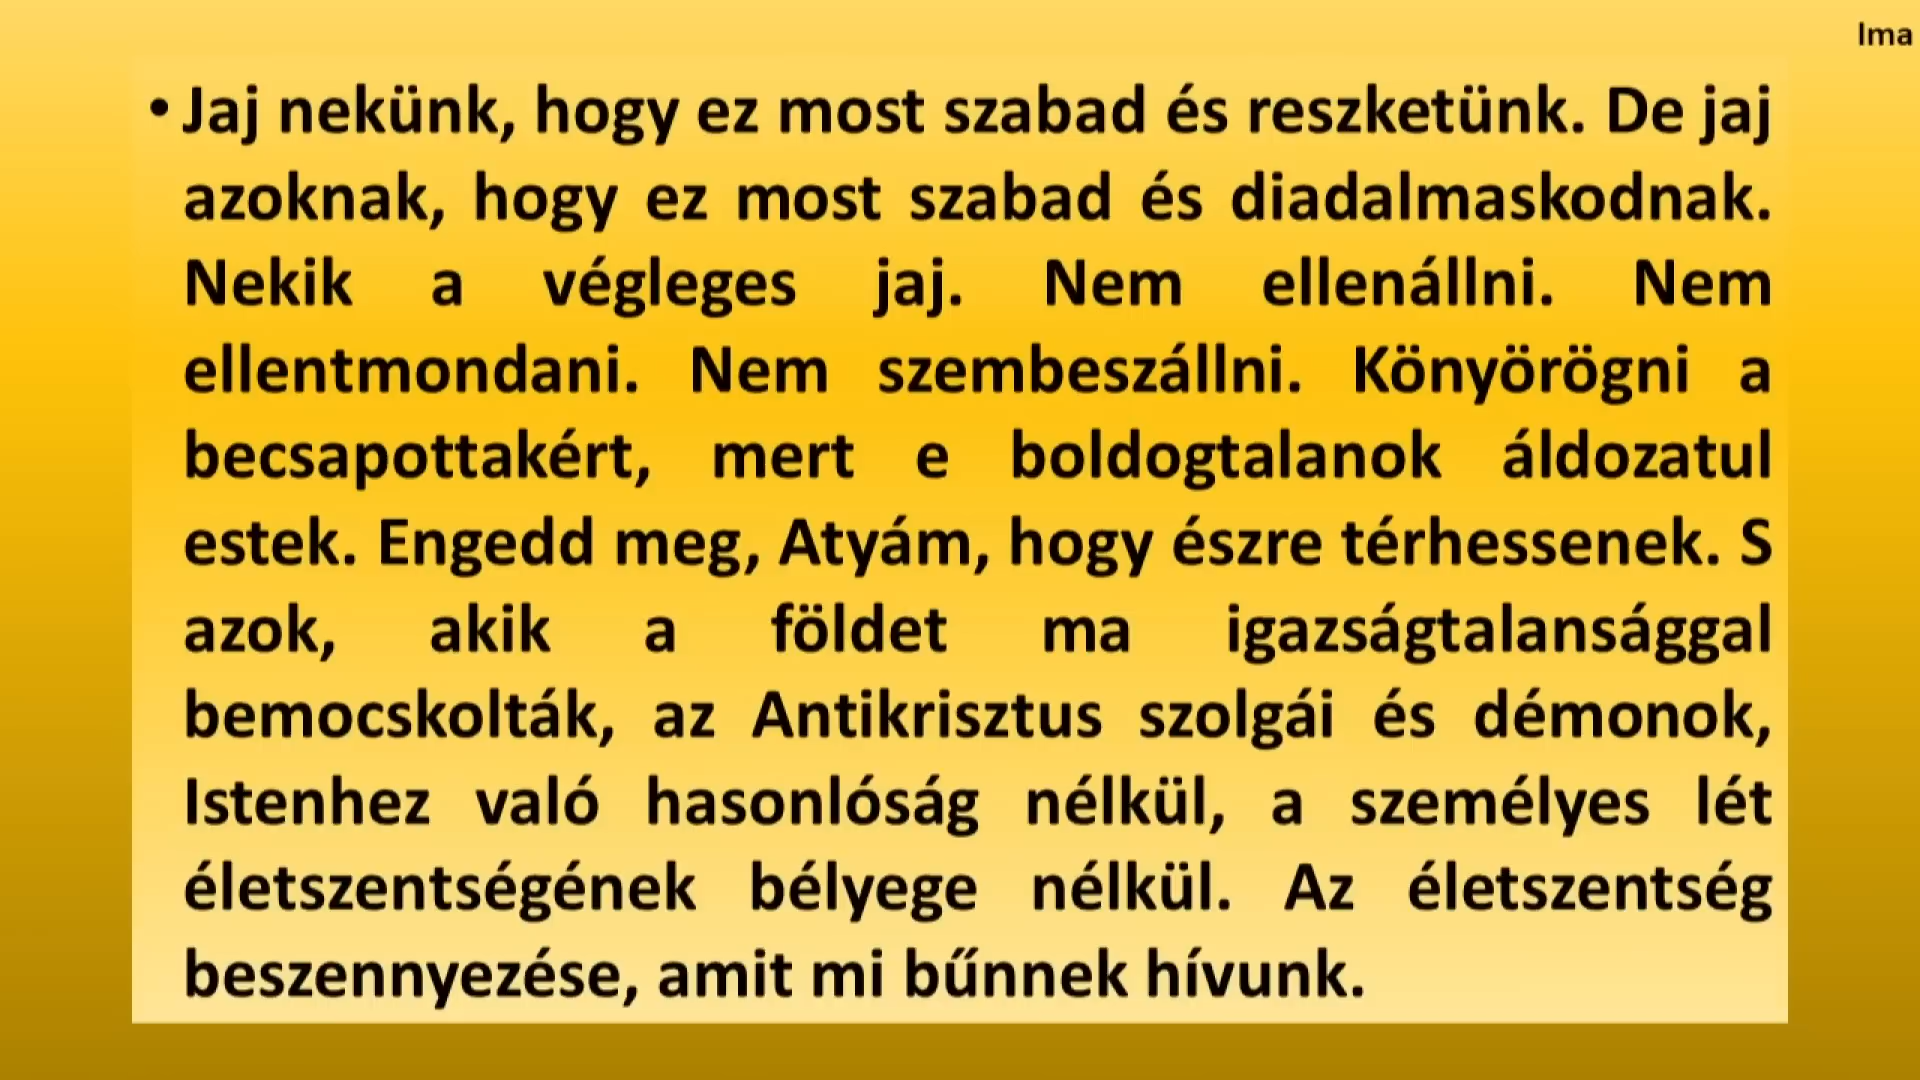 Ima
• Jaj nekünk, hogy ez most szabad és reszketünk. De jaj
azoknak, hogy ez most szabad és diadalmaskodnak.
Nekik a végleges jaj. Nem ellenállni. Nem
ellentmondani. Nem szembeszállni. Könyörögni a
becsapottakért, mert e boldogtalanok áldozatul
estek. Engedd meg, Atyám, hogy észre térhessenek. S
azok, akik a földet ma igazságtalansággal
bemocskolták, az Antikrisztus szolgái és démonok,
Istenhez való hasonlóság nélkül, a személyes lét
életszentségének bélyege nélkül. Az életszentség
beszennyezése, amit mi bűnnek hívunk.